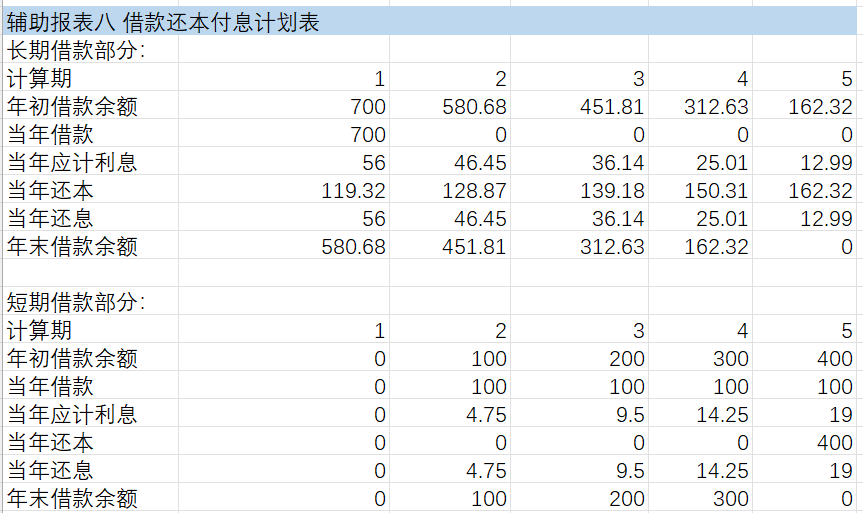 辅助报表八 借款还本付息计划表
长期借款部分：
计算期 1 2 3 4 5
年初借款余额 700 580.68 451.81 312.63 162.32
当年借款 700 0 0 0 0
当年应计利息 56 46.45 36.14 25.01 12.99
当年还本 119.32 128.87 139.18 150.31 162.32
当年还息 56 46.45 36.14 25.01 12.99
年末借款余额 580.68 451.81 312.63 162.32 0
短期借款部分：
计算期 1 2 3 4 5
年初借款余额 0 100 200 300 400
当年借款 0 100 100 100 100
当年应计利息 0 4.75 9.5 14.25 19
当年还本 0 0 0 0 400
当年还息 0 4.75 9.5 14.25 19
年末借款余额 0 100 200 300 0